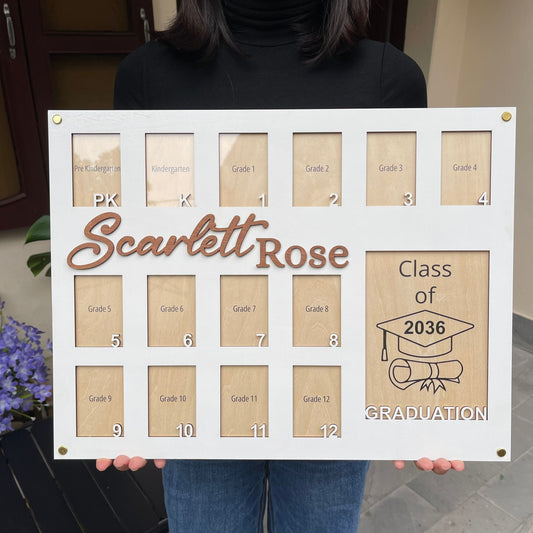 Pre Kindergarten
PK
Kindergarten
K
Grade 1
1
Grade 2
2
Grade 3
3
Grade 4
4
Scarlett Rose
Grade 5
5
Grade 6
6
Grade 7
7
Grade 8
8
Class
of
2036
GRADUATION
Grade 9
9
Grade 10
10
Grade 11
11
Grade 12
12